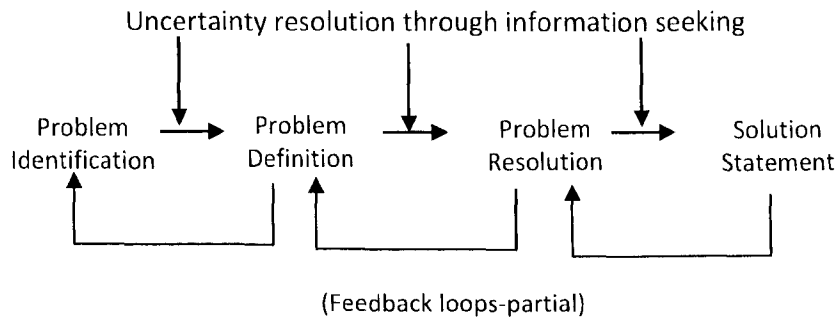 Uncertainty resolution through information seeking
Problem
Identification
Problem
Definition
Problem
Resolution
Solution
Statement
(Feedback loops-partial)